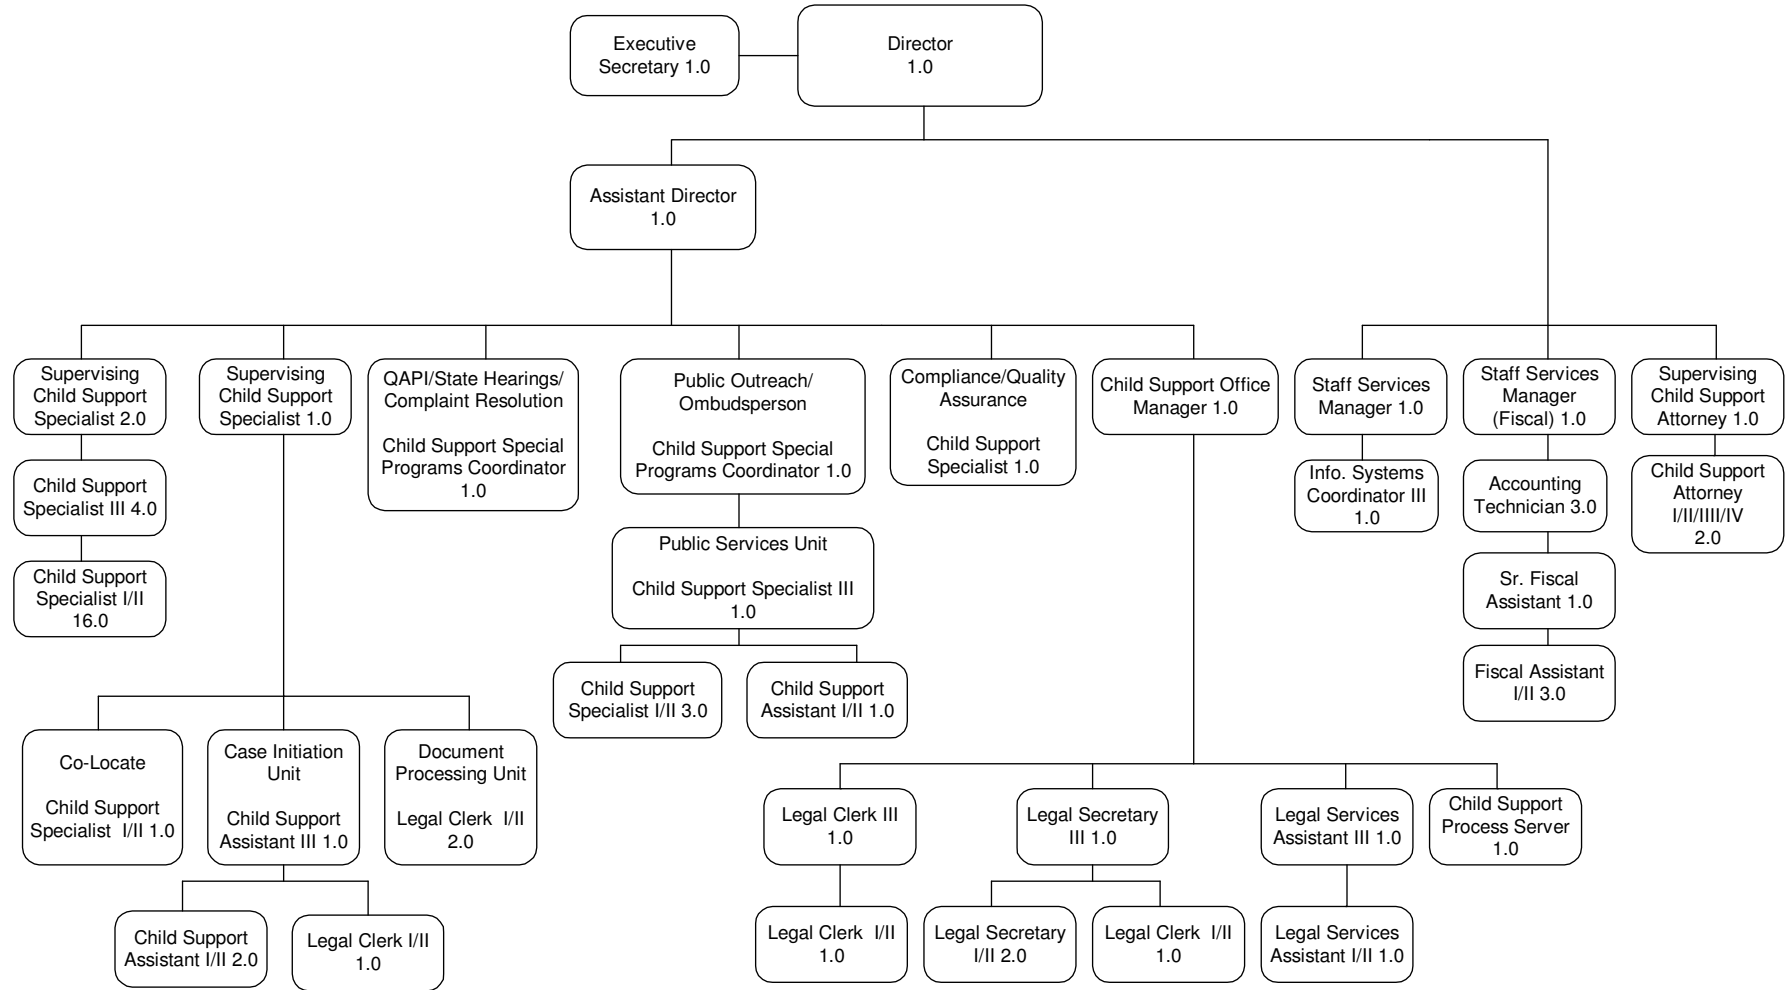 Executive
Secretary 1.0
Director
1.0
Assistant Director
1.0
Supervising
Child Support
Specialist 2.0
Child Support
Specialist III 4.0
Child Support
Specialist I/II
16.0
Supervising
Child Support
Specialist 1.0
Co-Locate
Child Support
Specialist I/II 1.0
Case Initiation
Unit
Child Support
Assistant III 1.0
Child Support
Assistant I/II 2.0
Legal Clerk I/II
1.0
Document
Processing Unit
Legal Clerk I/II
2.0
QAPI/State Hearings/
Complaint Resolution
Child Support Special
Programs Coordinator
1.0
Public Outreach/
Ombudsperson
Child Support Special
Programs Coordinator 1.0
Public Services Unit
Child Support Specialist III
1.0
Child Support
Specialist I/II 3.0
Child Support
Assistant I/II 1.0
Compliance/Quality
Assurance
Child Support
Specialist 1.0
Child Support Office
Manager 1.0
Legal Clerk III
1.0
Legal Clerk I/II
1.0
Legal Secretary
III 1.0
Legal Secretary
I/II 2.0
Legal Clerk I/II
1.0
Legal Services
Assistant III 1.0
Legal Services
Assistant I/II 1.0
Child Support
Process Server
1.0
Staff Services
Manager 1.0
Info. Systems
Coordinator III
1.0
Staff Services
Manager
(Fiscal) 1.0
Accounting
Technician 3.0
Sr. Fiscal
Assistant 1.0
Fiscal Assistant
I/II 3.0
Supervising
Child Support
Attorney 1.0
Child Support
Attorney
I/II/IIII/IV
2.0